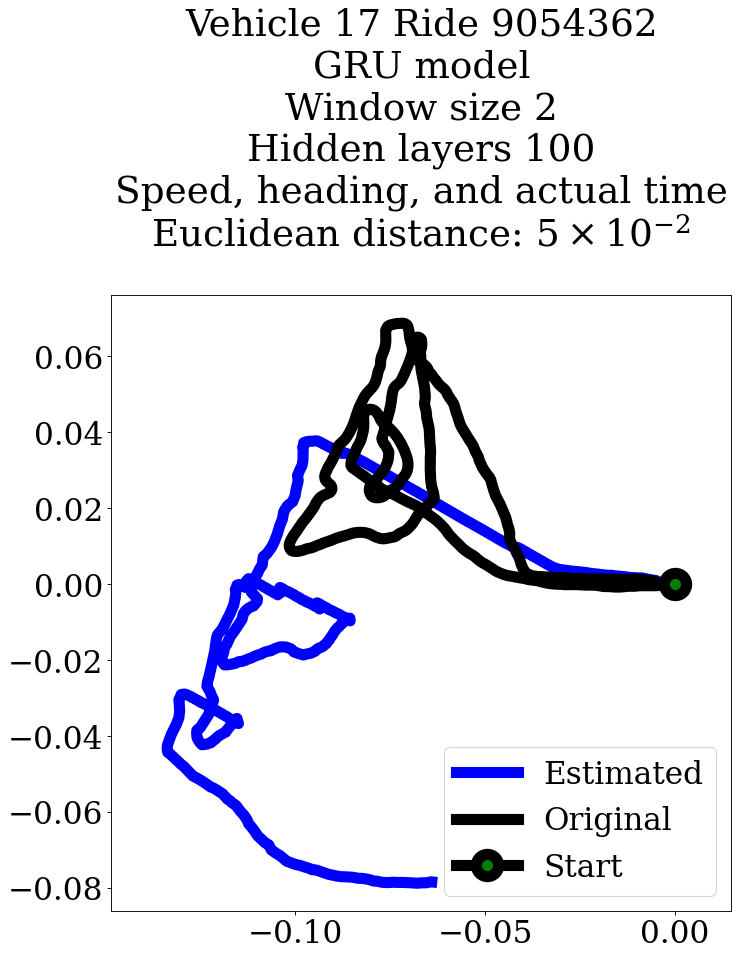 Vehicle 17 Ride 9054362
GRU model
Window size 2
Hidden layers 100
Speed, heading, and actual time
Euclidean distance: 5 × 10⁻²
0.06
0.04
0.02
0.00
−0.02
−0.04
−0.06
−0.08
Estimated
Original
Start
−0.10
−0.05
0.00